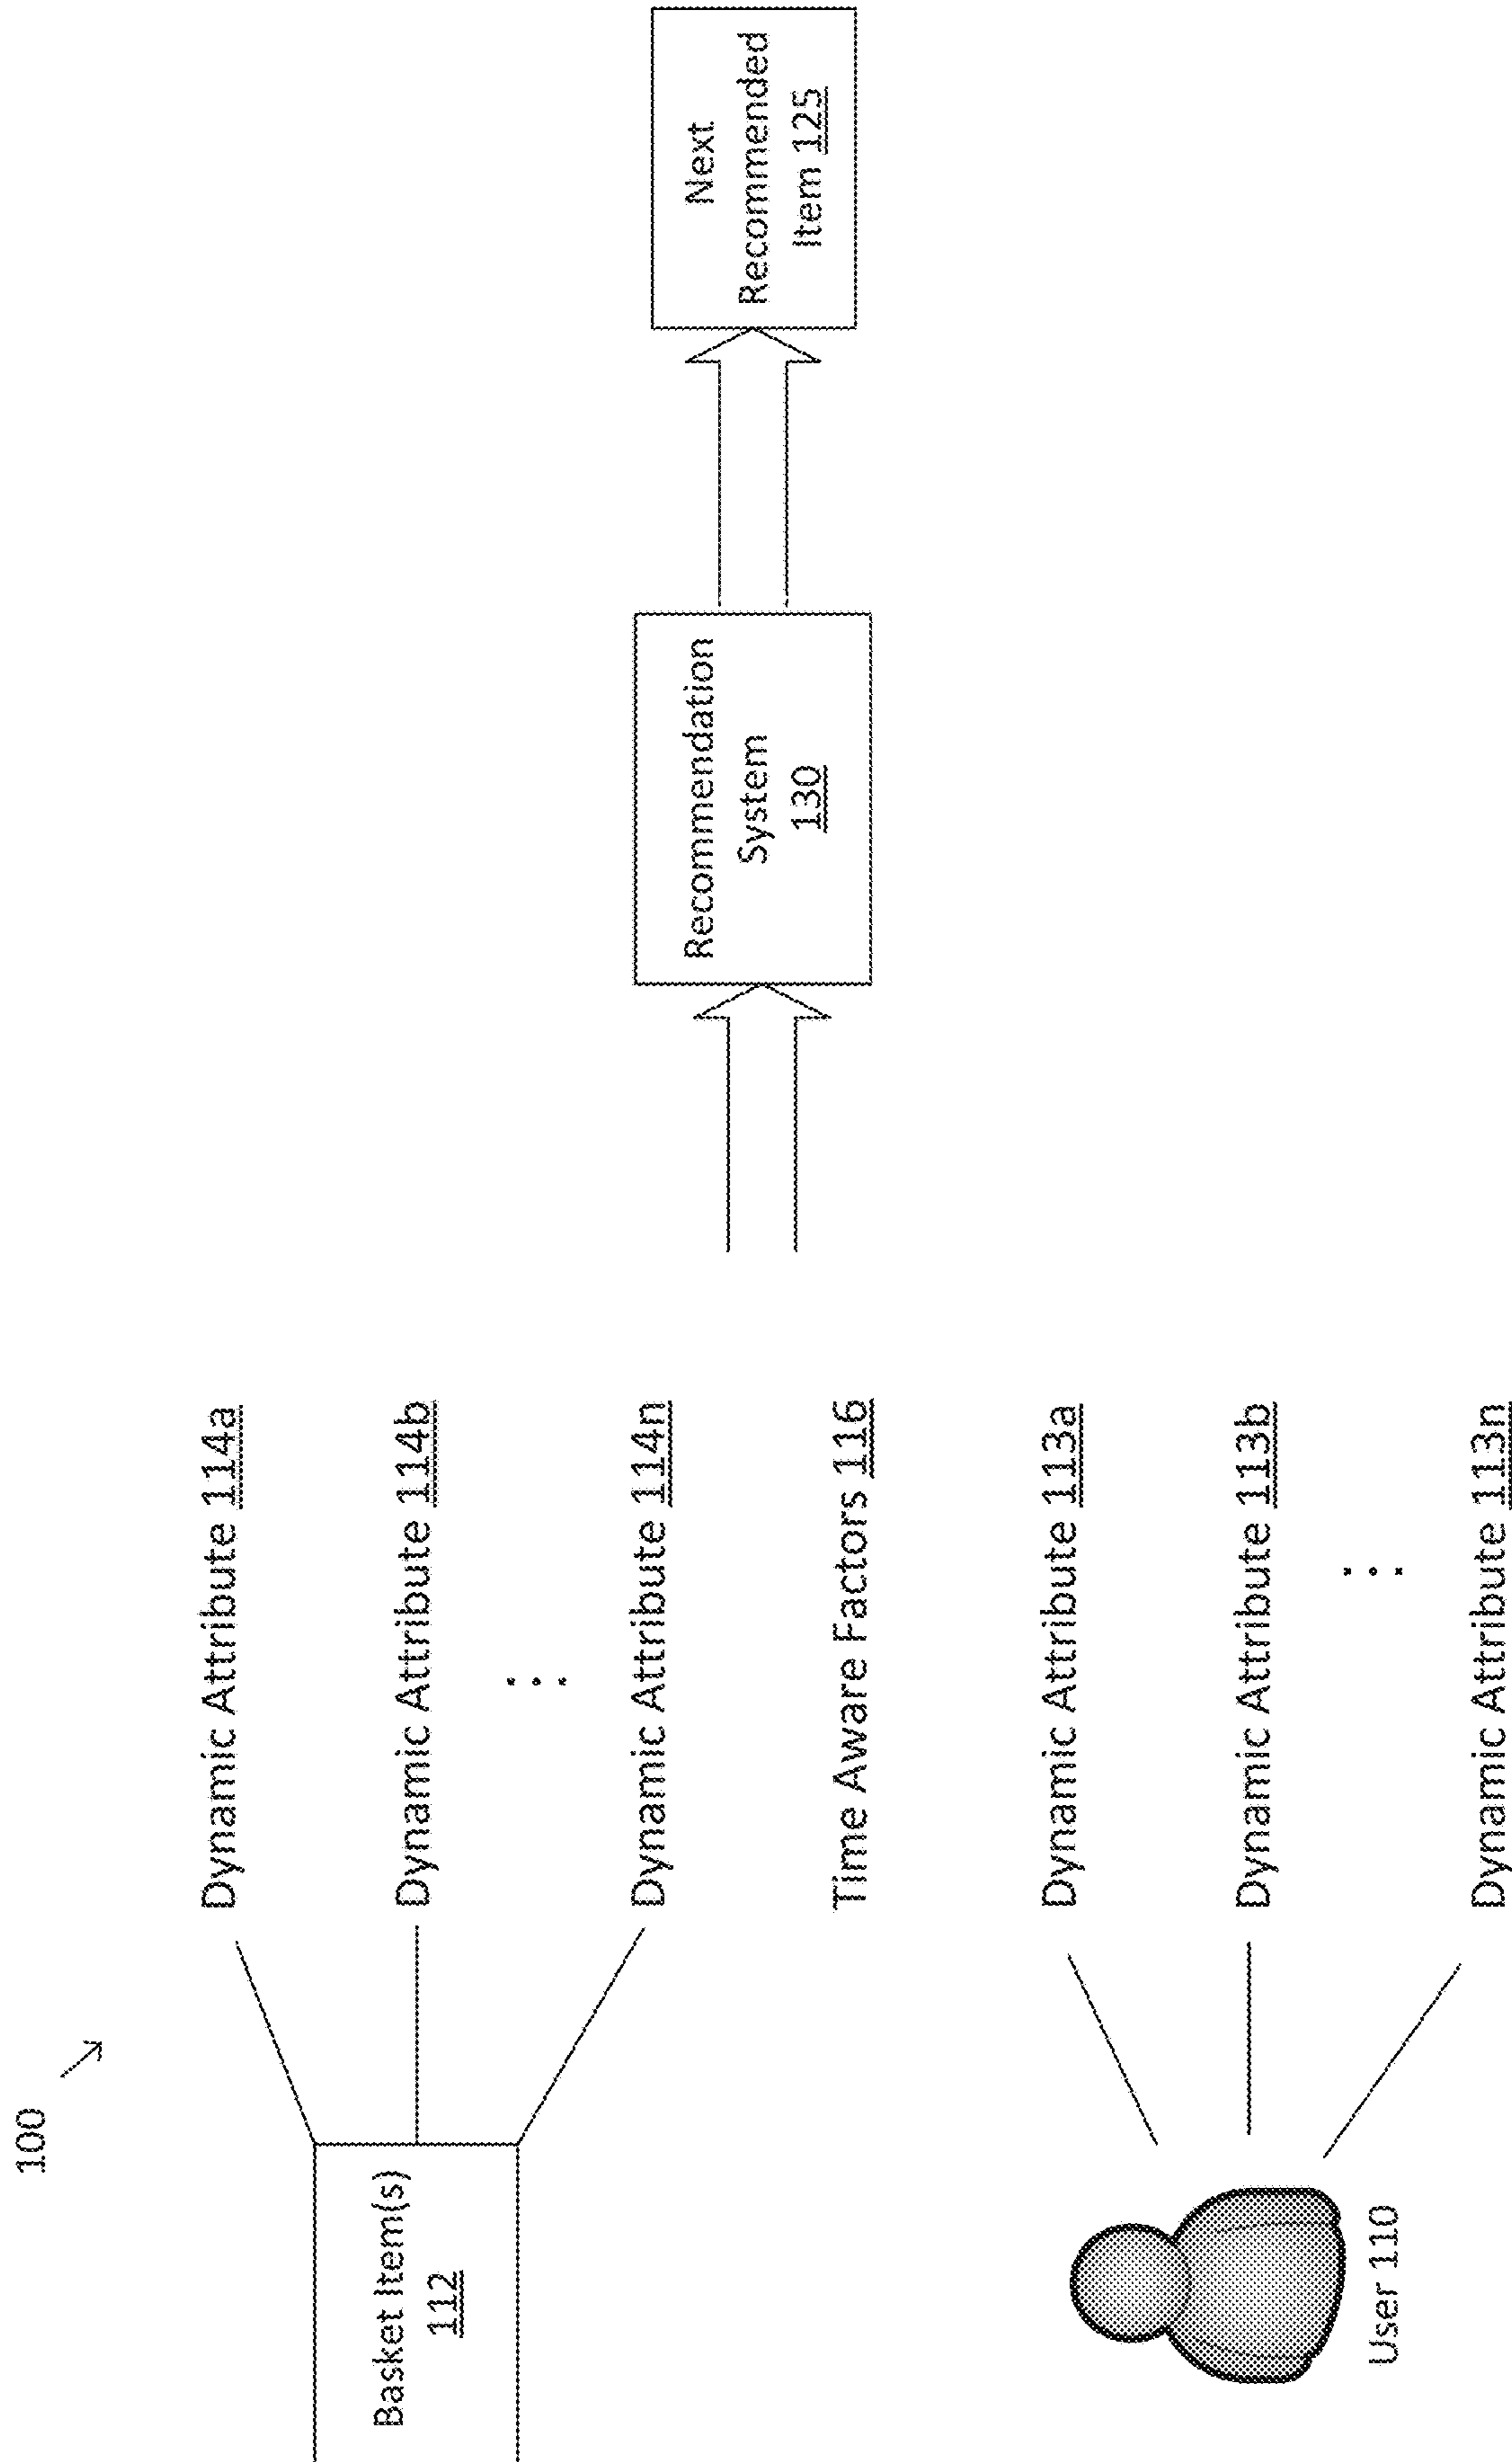 100
Basket Item(s)
112
Dynamic Attribute 114a
Dynamic Attribute 114b
Dynamic Attribute 114n
Time Aware Factors 116
User 110
Dynamic Attribute 113a
Dynamic Attribute 113b
Dynamic Attribute 113n
Recommendation
System
130
Next
Recommended
Item 125